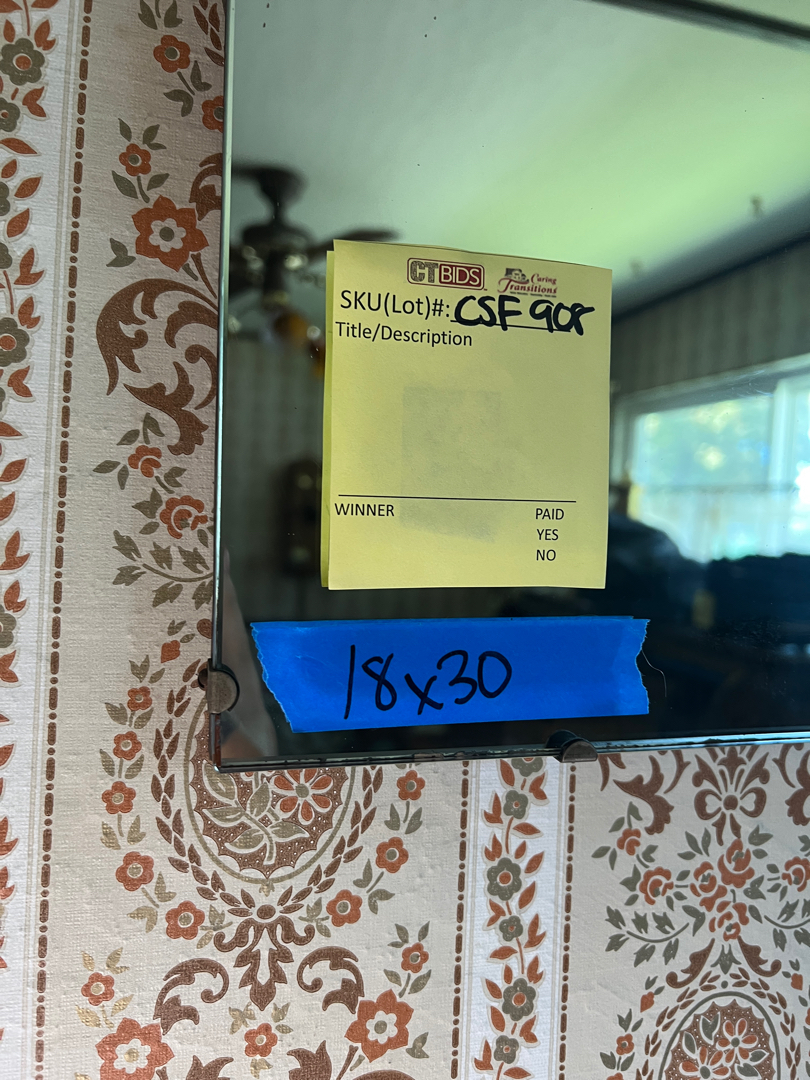 CTBIDS
Caring
Transitions
SKU(Lot)#: CSF 908
Title/Description
WINNER PAID
YES
NO
18x30